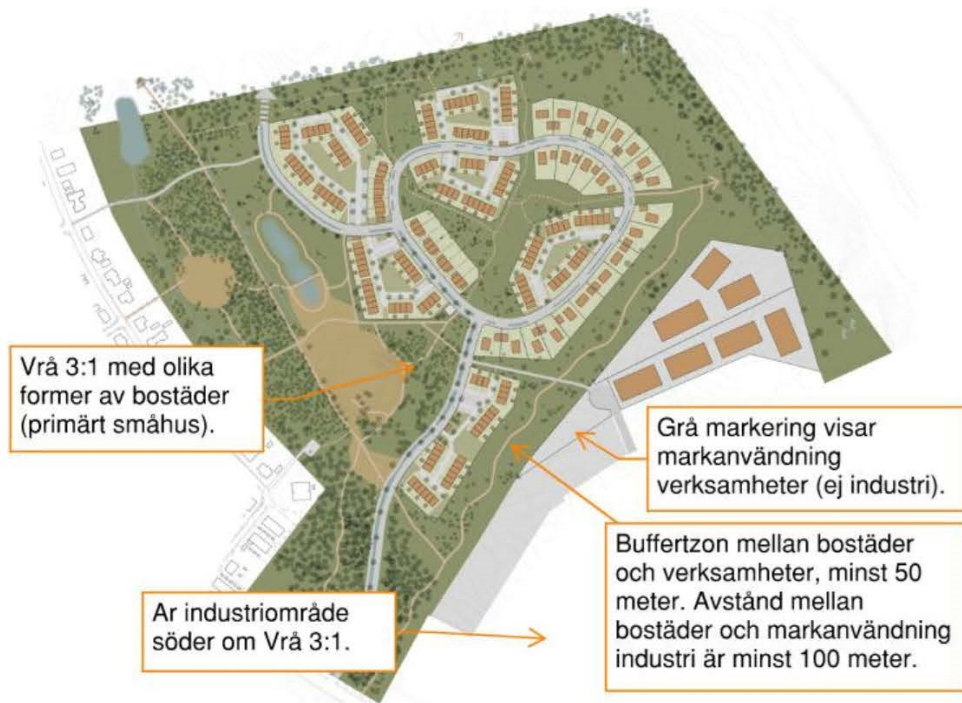 Vrå 3:1 med olika
former av bostäder
(primärt småhus).
Grå markering visar
markanvändning
verksamheter (ej industri).
Buffertzon mellan bostäder
och verksamheter, minst 50
meter. Avstånd mellan
bostäder och markanvändning
industri är minst 100 meter.
Ar industriområde
söder om Vrå 3:1.